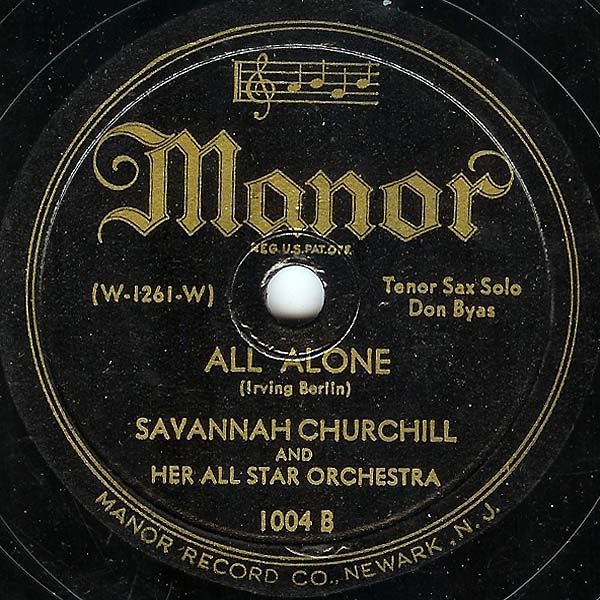 Manor
REG. U.S. PAT. OFF.
(W-1261-W)
Tenor Sax Solo
Don Byas
ALL ALONE
(Irving Berlin)
SAVANNAH CHURCHILL
AND
HER ALL STAR ORCHESTRA
1004 B
MANOR RECORD CO., NEWARK, N. J.